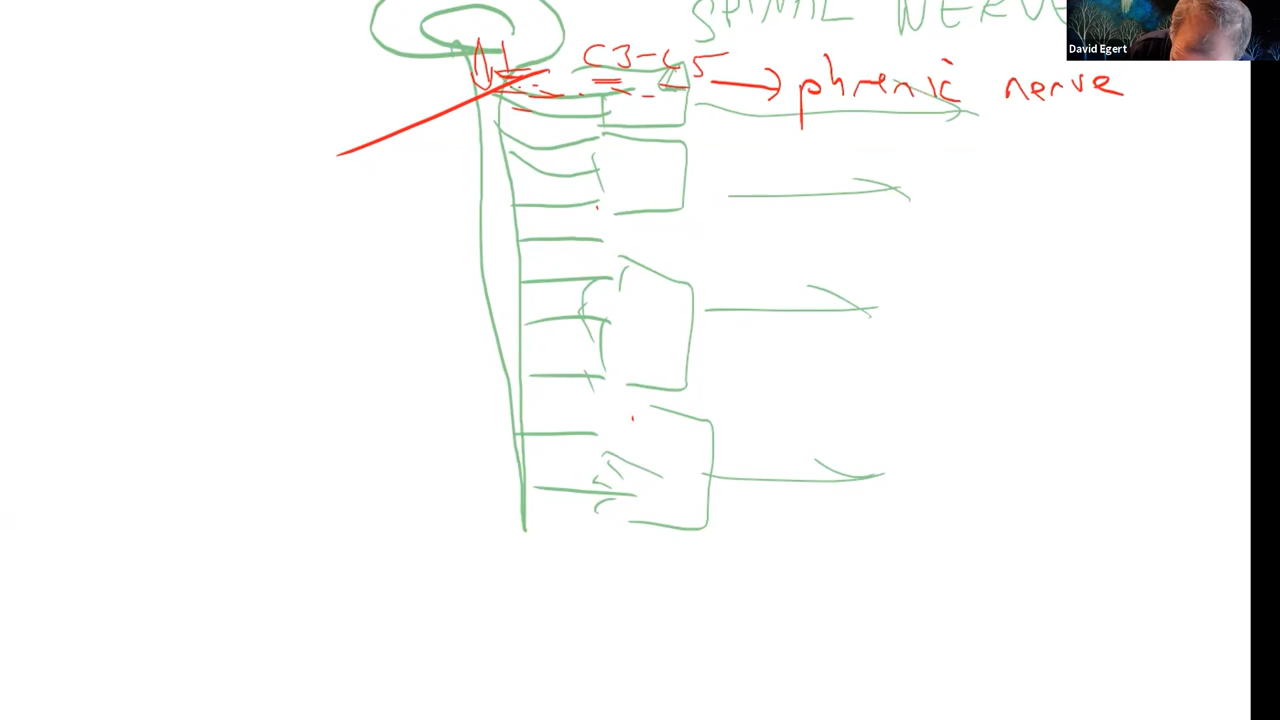 SPINAL NERVE
David Egert
C3-C5 → phrenic nerve